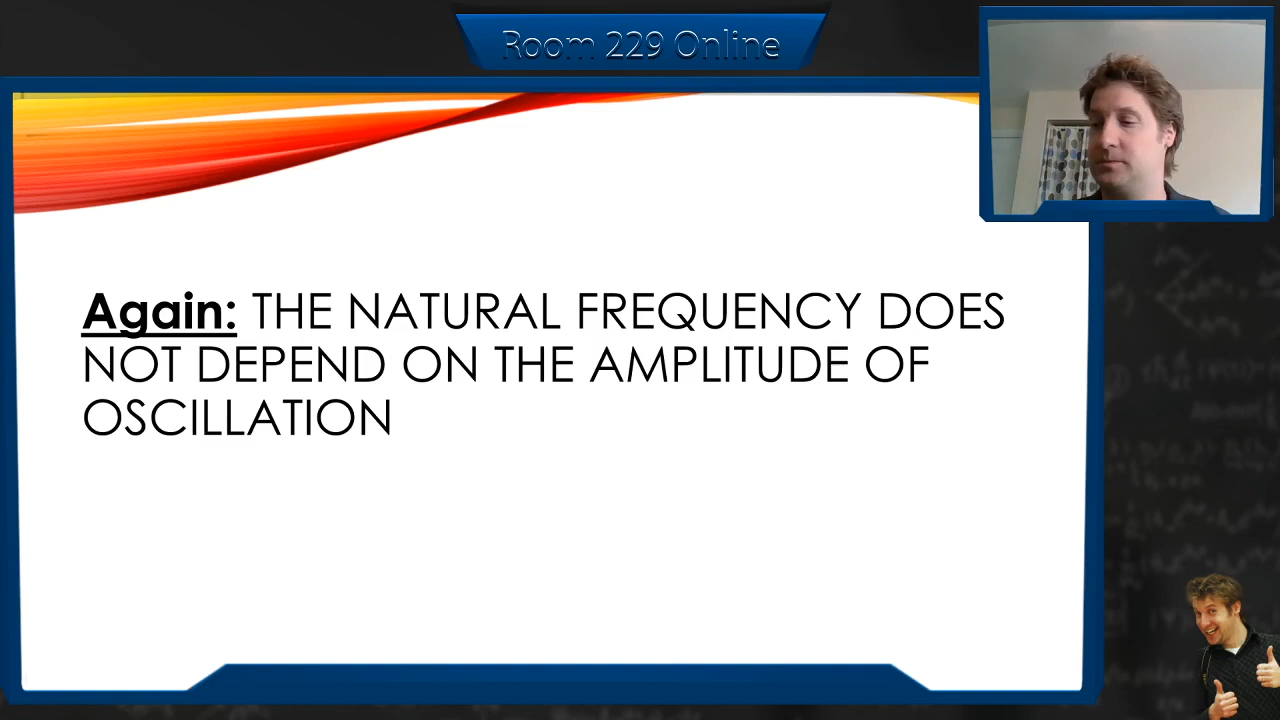 Room 229 Online
Again: THE NATURAL FREQUENCY DOES
NOT DEPEND ON THE AMPLITUDE OF
OSCILLATION